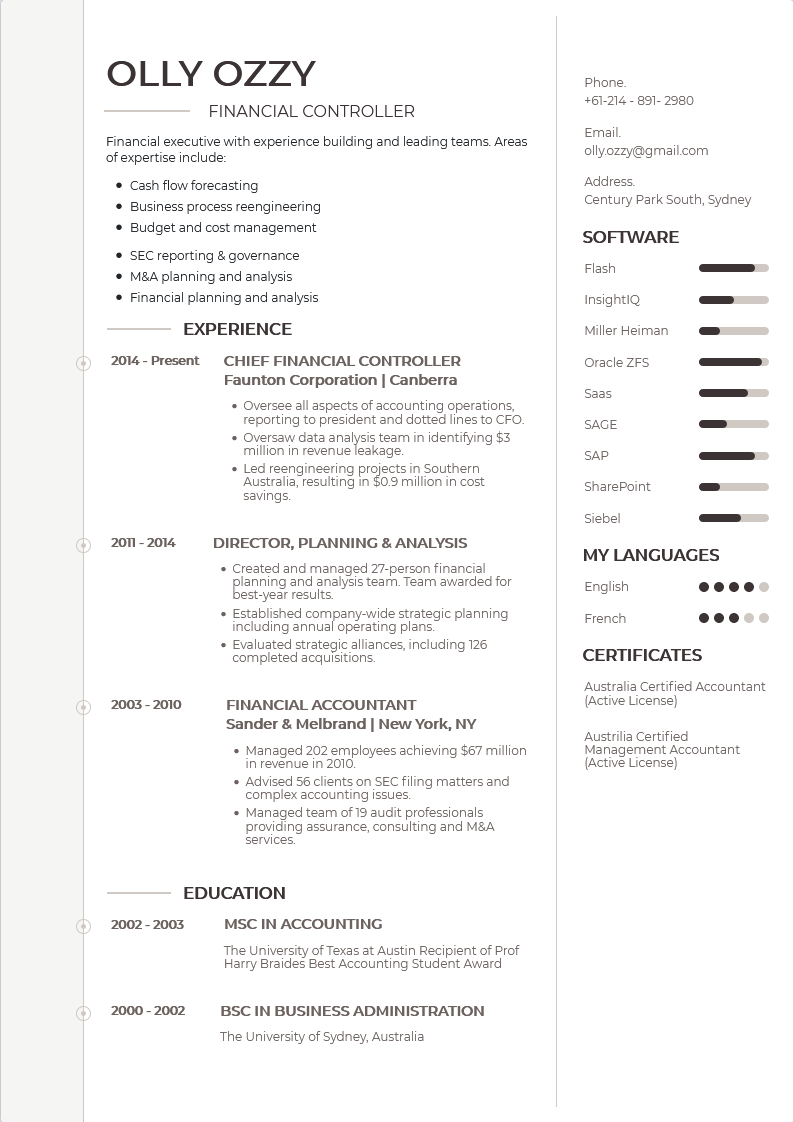 OLLY OZZY
FINANCIAL CONTROLLER
Financial executive with experience building and leading teams. Areas
of expertise include:
Cash flow forecasting
Business process reengineering
Budget and cost management
SEC reporting & governance
M&A planning and analysis
Financial planning and analysis
EXPERIENCE
2014 - Present
CHIEF FINANCIAL CONTROLLER
Faunton Corporation | Canberra
Oversee all aspects of accounting operations,
reporting to president and dotted lines to CFO.
Oversaw data analysis team in identifying $3
million in revenue leakage.
Led reengineering projects in Southern
Australia, resulting in $0.9 million in cost
savings.
2011 - 2014
DIRECTOR, PLANNING & ANALYSIS
Created and managed 27-person financial
planning and analysis team. Team awarded for
best-year results.
Established company-wide strategic planning
including annual operating plans.
Evaluated strategic alliances, including 126
completed acquisitions.
2003 - 2010
FINANCIAL ACCOUNTANT
Sander & Melbrand | New York, NY
Managed 202 employees achieving $67 million
in revenue in 2010.
Advised 56 clients on SEC filing matters and
complex accounting issues.
Managed team of 19 audit professionals
providing assurance, consulting and M&A
services.
EDUCATION
2002 - 2003
MSC IN ACCOUNTING
The University of Texas at Austin Recipient of Prof
Harry Braides Best Accounting Student Award
2000 - 2002
BSC IN BUSINESS ADMINISTRATION
The University of Sydney, Australia
Phone.
+61-214 - 891- 2980
Email.
olly.ozzy@gmail.com
Address.
Century Park South, Sydney
SOFTWARE
Flash
InsightIQ
Miller Heiman
Oracle ZFS
Saas
SAGE
SAP
SharePoint
Siebel
MY LANGUAGES
English
French
CERTIFICATES
Australia Certified Accountant
(Active License)
Austrilia Certified
Management Accountant
(Active License)